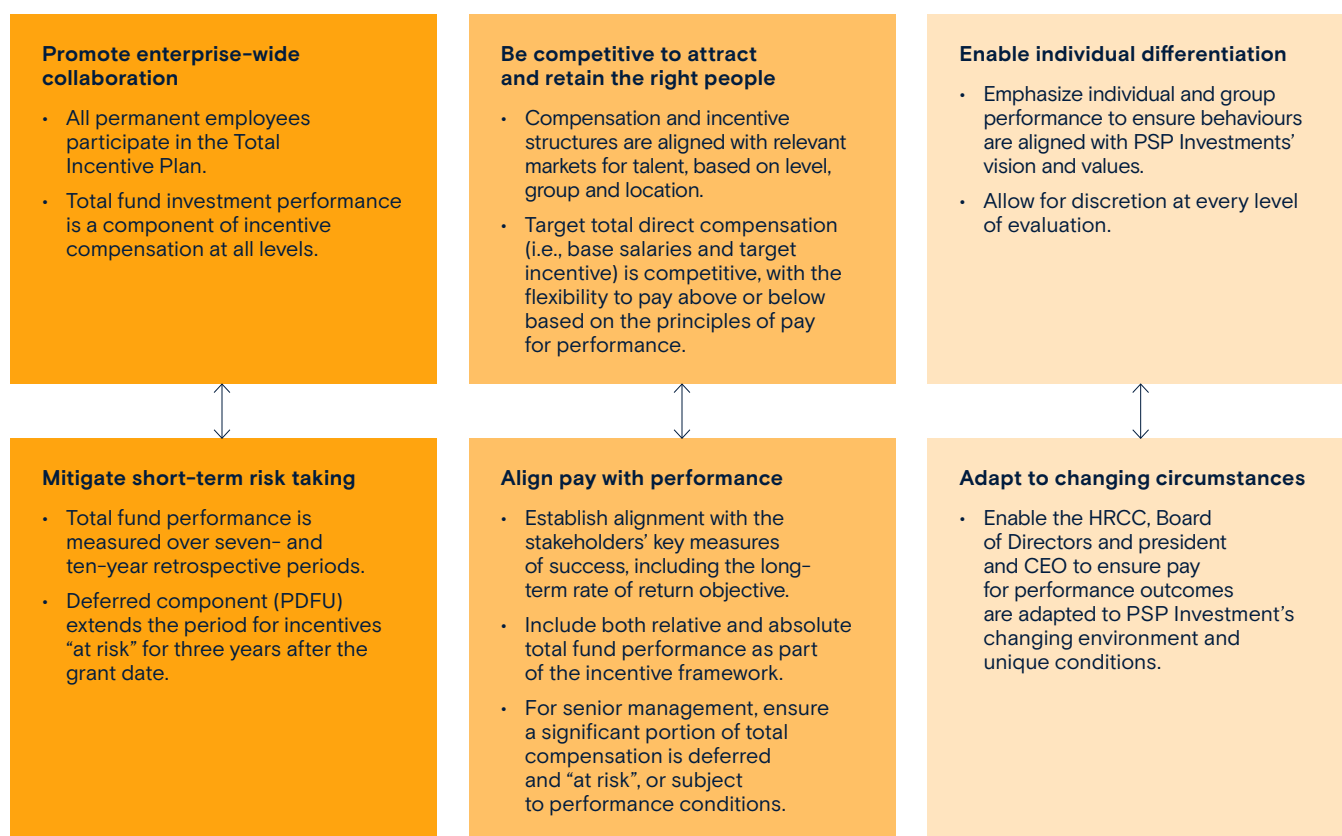 Promote enterprise-wide
collaboration
• All permanent employees
participate in the Total
Incentive Plan.
• Total fund investment performance
is a component of incentive
compensation at all levels.
Be competitive to attract
and retain the right people
• Compensation and incentive
structures are aligned with relevant
markets for talent, based on level,
group and location.
• Target total direct compensation
(i.e., base salaries and target
incentive) is competitive, with the
flexibility to pay above or below
based on the principles of pay
for performance.
Enable individual differentiation
• Emphasize individual and group
performance to ensure behaviours
are aligned with PSP Investments’
vision and values.
• Allow for discretion at every level
of evaluation.
Mitigate short-term risk taking
• Total fund performance is
measured over seven- and
ten-year retrospective periods.
• Deferred component (PDFU)
extends the period for incentives
“at risk” for three years after the
grant date.
Align pay with performance
• Establish alignment with the
stakeholders’ key measures
of success, including the long-
term rate of return objective.
• Include both relative and absolute
total fund performance as part
of the incentive framework.
• For senior management, ensure
a significant portion of total
compensation is deferred
and “at risk”, or subject
to performance conditions.
Adapt to changing circumstances
• Enable the HRCC, Board
of Directors and president
and CEO to ensure pay
for performance outcomes
are adapted to PSP Investment’s
changing environment and
unique conditions.